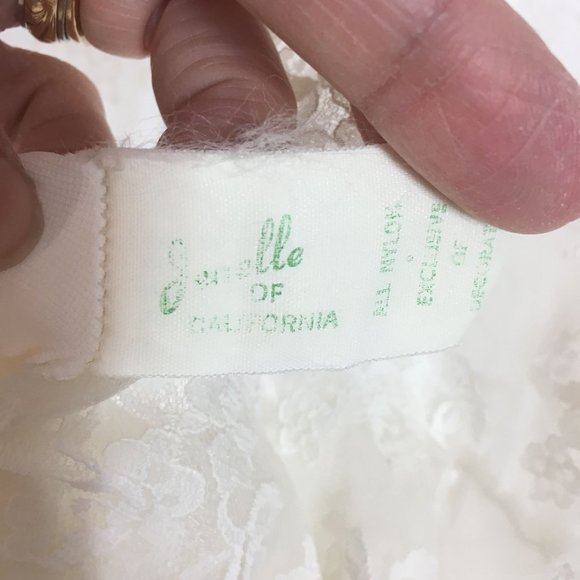 OF
CALIFORNIA
ALL NYLON
EXCLUSIVE
OF